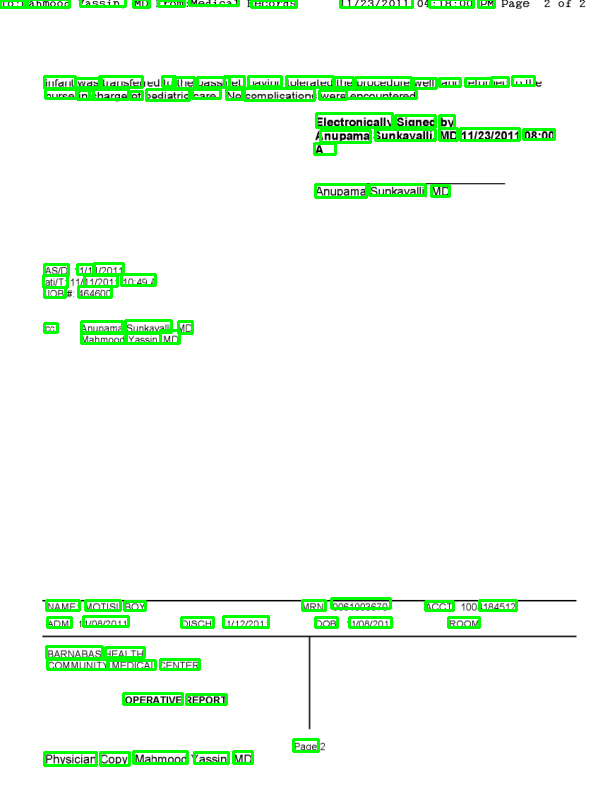 To:Mahmood Yassin, MD From:Medical Records 11/23/2011 04:18:00 PM Page 2 of 2
infant was transferred to the bassinet having tolerated the procedure well and returned to the
nurse in charge of pediatric care. No complications were encountered.
Electronically Signed by
Anupama Sunkavalli, MD 11/23/2011 08:00
A
Anupama Sunkavalli, MD
AS/D: 11/11/2011
ati/T: 11/11/2011 10:49 A
JOB #: 464600
cc: Anupama Sunkavalli, MD
Mahmood Yassin, MD
NAME: MOTISI, BOY MRN: 0061003670 ACCT: 1004184512
ADM: 11/08/2011 DISCH: 11/12/2011 DOB: 11/08/2011 ROOM:
BARNABAS HEALTH
COMMUNITY MEDICAL CENTER
OPERATIVE REPORT
Page 2
Physician Copy: Mahmood Yassin, MD